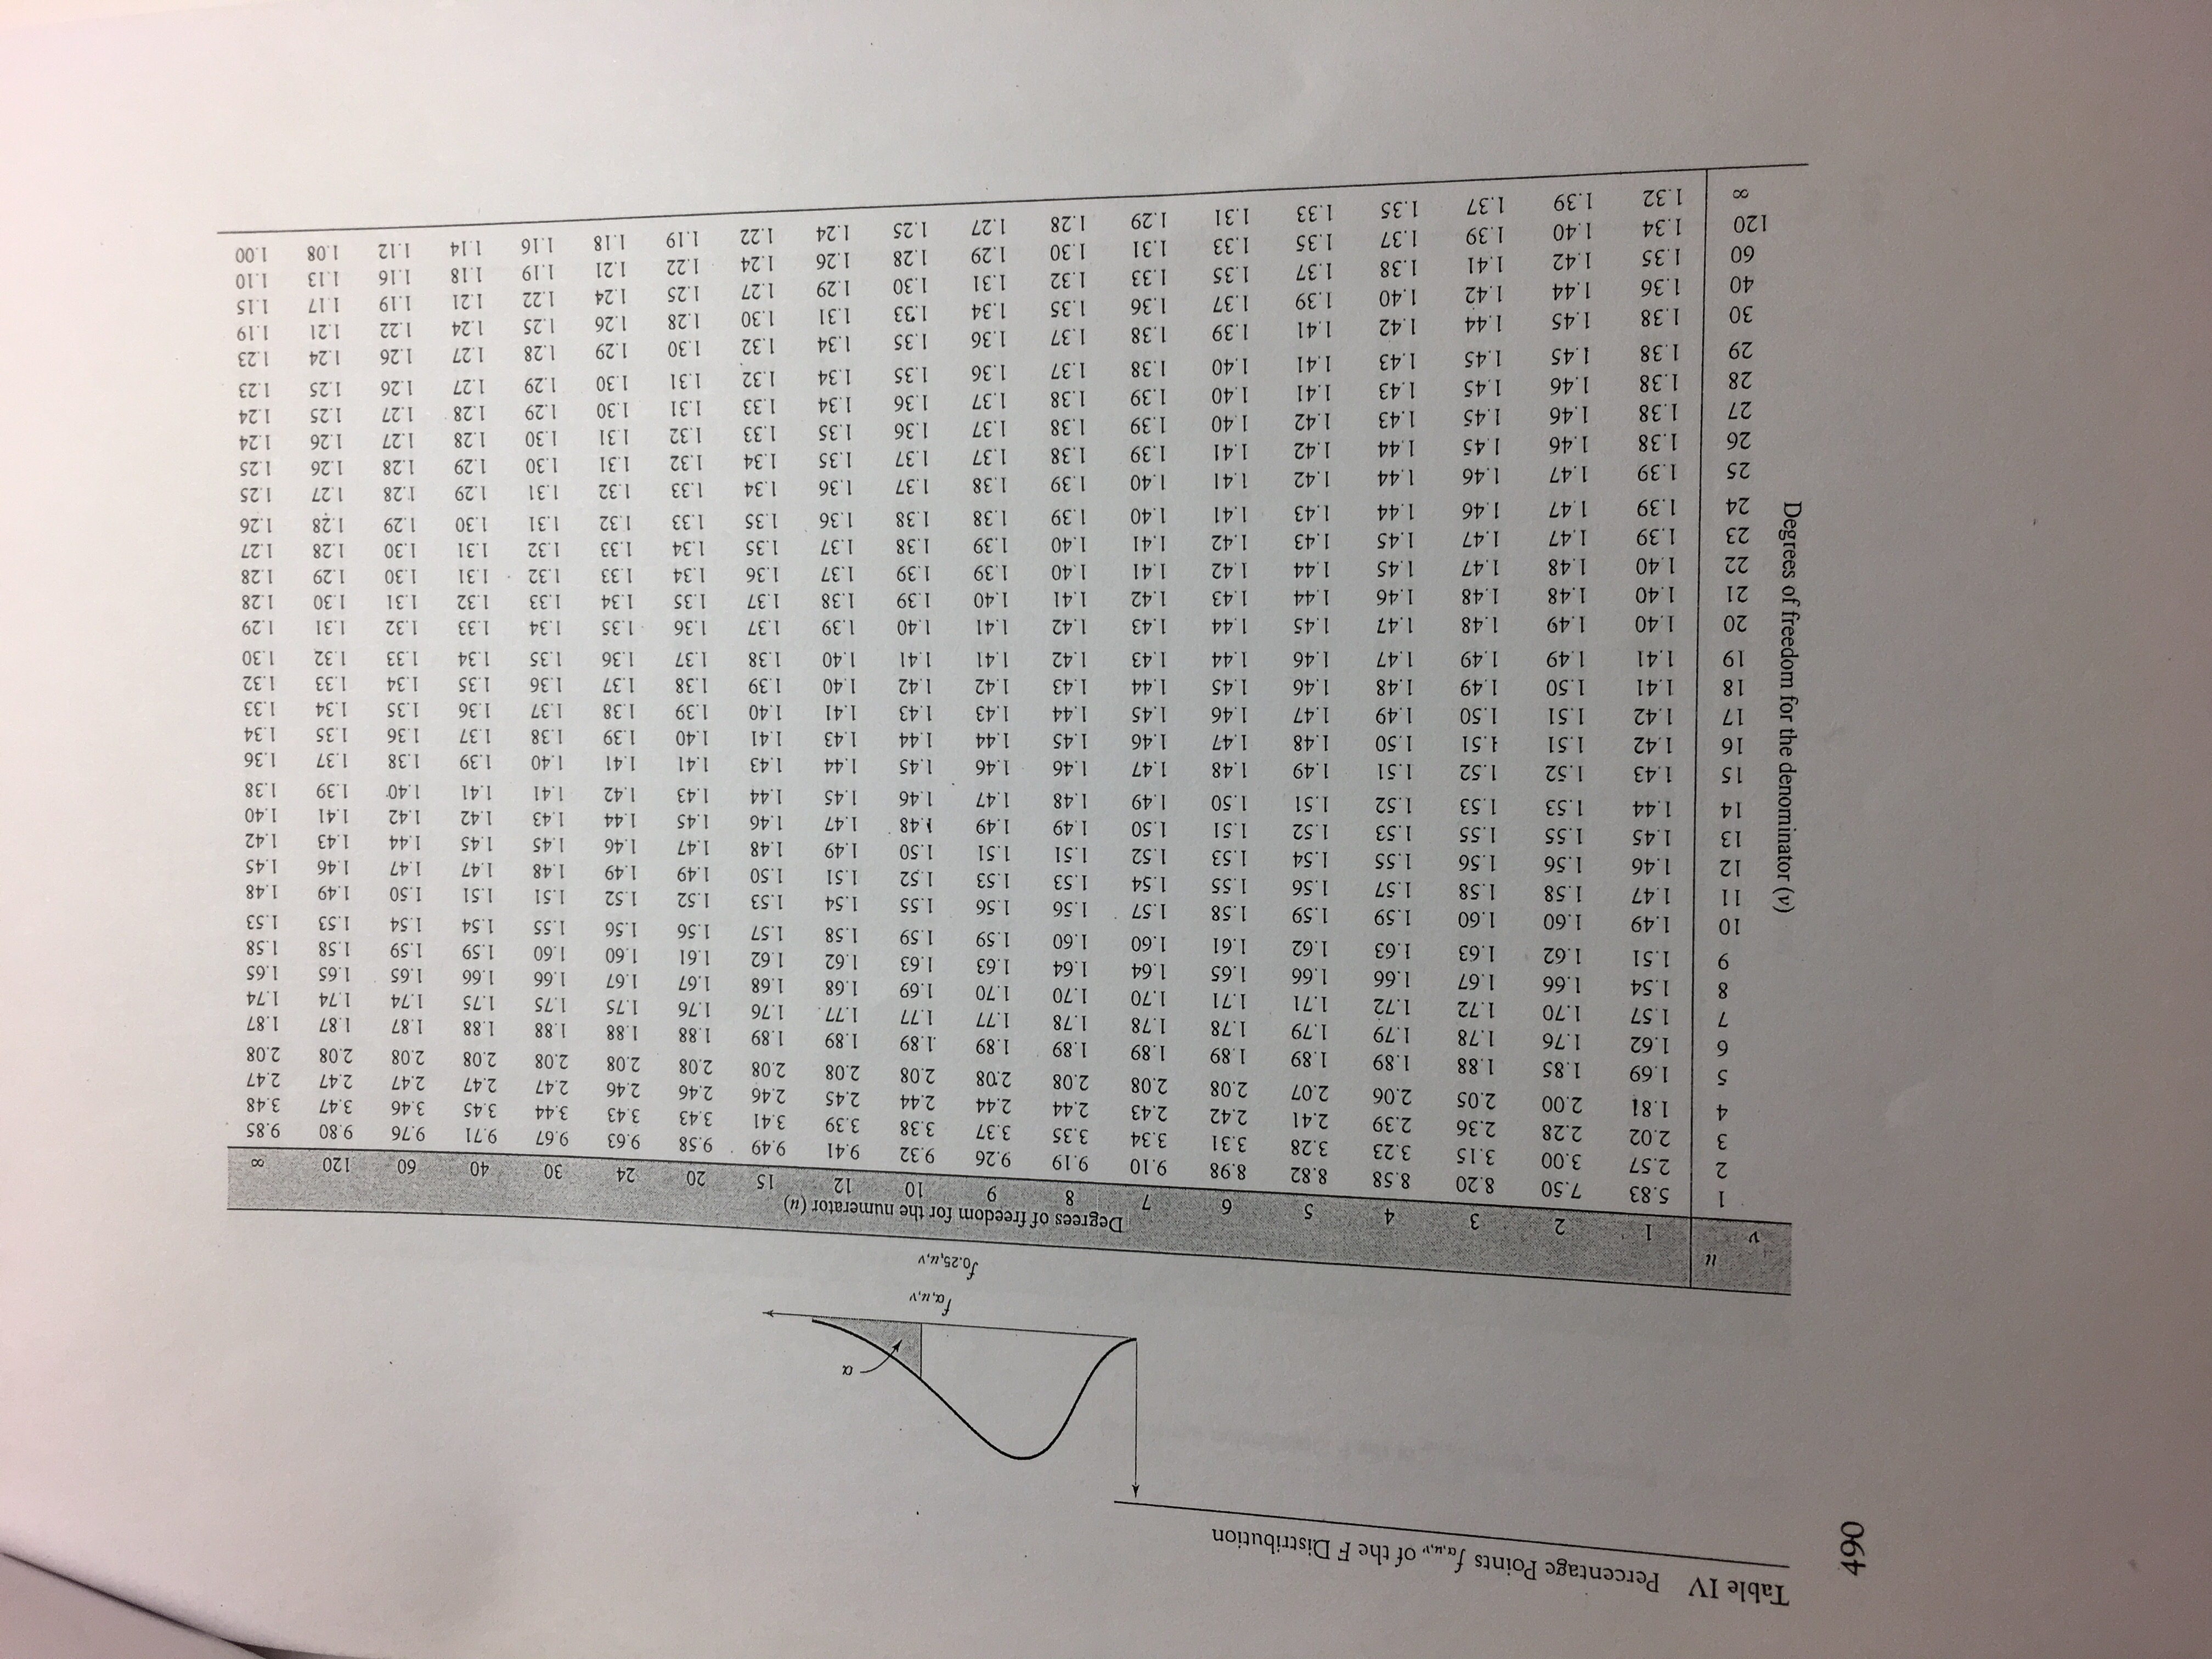 490
Table IV Percentage Points f α,u,ν of the F Distribution
α
f α,u,ν
f 0.25,u,ν
Degrees of freedom for the numerator (u)
ν u 1 2 3 4 5 6 7 8 9 10 12 15 20 24 30 40 60 120 ∞
Degrees of freedom for the denominator (ν)
1 5.83 7.50 8.20 8.58 8.82 8.98 9.10 9.19 9.26 9.32 9.41 9.49 9.58 9.63 9.67 9.71 9.76 9.80 9.85
2 2.57 3.00 3.15 3.23 3.28 3.31 3.34 3.35 3.37 3.38 3.39 3.41 3.43 3.43 3.44 3.45 3.46 3.47 3.48
3 2.02 2.28 2.36 2.39 2.41 2.42 2.43 2.44 2.44 2.44 2.45 2.46 2.46 2.46 2.47 2.47 2.47 2.47 2.47
4 1.81 2.00 2.05 2.06 2.07 2.08 2.08 2.08 2.08 2.08 2.08 2.08 2.08 2.08 2.08 2.08 2.08 2.08 2.08
5 1.69 1.85 1.88 1.89 1.89 1.89 1.89 1.89 1.89 1.89 1.89 1.89 1.88 1.88 1.88 1.88 1.87 1.87 1.87
6 1.62 1.76 1.78 1.79 1.79 1.78 1.78 1.78 1.77 1.77 1.77 1.76 1.76 1.75 1.75 1.75 1.74 1.74 1.74
7 1.57 1.70 1.72 1.72 1.71 1.71 1.70 1.70 1.70 1.69 1.68 1.68 1.67 1.67 1.66 1.66 1.65 1.65 1.65
8 1.54 1.66 1.67 1.66 1.66 1.65 1.64 1.64 1.63 1.63 1.62 1.62 1.61 1.60 1.60 1.59 1.59 1.58 1.58
9 1.51 1.62 1.63 1.63 1.62 1.61 1.60 1.60 1.59 1.59 1.58 1.57 1.56 1.56 1.55 1.54 1.54 1.53 1.53
10 1.49 1.60 1.60 1.59 1.59 1.58 1.57 1.56 1.56 1.55 1.54 1.53 1.52 1.52 1.51 1.51 1.50 1.49 1.48
11 1.47 1.58 1.58 1.57 1.56 1.55 1.54 1.53 1.53 1.52 1.51 1.50 1.49 1.49 1.48 1.47 1.47 1.46 1.45
12 1.46 1.56 1.56 1.55 1.54 1.53 1.52 1.51 1.51 1.50 1.49 1.48 1.47 1.46 1.45 1.45 1.44 1.43 1.42
13 1.45 1.55 1.55 1.53 1.52 1.51 1.50 1.49 1.49 1.48 1.47 1.46 1.45 1.44 1.43 1.42 1.42 1.41 1.40
14 1.44 1.53 1.53 1.52 1.51 1.50 1.49 1.48 1.47 1.46 1.45 1.44 1.43 1.42 1.41 1.41 1.40 1.39 1.38
15 1.43 1.52 1.52 1.51 1.49 1.48 1.47 1.46 1.46 1.45 1.44 1.43 1.41 1.41 1.40 1.39 1.38 1.37 1.36
16 1.42 1.51 1.51 1.50 1.48 1.47 1.46 1.45 1.44 1.44 1.43 1.41 1.40 1.39 1.38 1.37 1.36 1.35 1.34
17 1.42 1.51 1.50 1.49 1.47 1.46 1.45 1.44 1.43 1.43 1.41 1.40 1.39 1.38 1.37 1.36 1.35 1.34 1.33
18 1.41 1.50 1.49 1.48 1.46 1.45 1.44 1.43 1.42 1.42 1.40 1.39 1.38 1.37 1.36 1.35 1.34 1.33 1.32
19 1.41 1.49 1.49 1.47 1.46 1.44 1.43 1.42 1.41 1.41 1.40 1.38 1.37 1.36 1.35 1.34 1.33 1.32 1.30
20 1.40 1.49 1.48 1.47 1.45 1.44 1.43 1.42 1.41 1.40 1.39 1.37 1.36 1.35 1.34 1.33 1.32 1.31 1.29
21 1.40 1.48 1.48 1.46 1.44 1.43 1.42 1.41 1.40 1.39 1.38 1.37 1.35 1.34 1.33 1.32 1.31 1.30 1.28
22 1.40 1.48 1.47 1.45 1.44 1.42 1.41 1.40 1.39 1.39 1.37 1.36 1.34 1.33 1.32 1.31 1.30 1.29 1.28
23 1.39 1.47 1.47 1.45 1.43 1.42 1.41 1.40 1.39 1.38 1.37 1.35 1.34 1.33 1.32 1.31 1.30 1.28 1.27
24 1.39 1.47 1.46 1.44 1.43 1.41 1.40 1.39 1.38 1.38 1.36 1.35 1.33 1.32 1.31 1.30 1.29 1.28 1.26
25 1.39 1.47 1.46 1.44 1.42 1.41 1.40 1.39 1.38 1.37 1.36 1.34 1.33 1.32 1.31 1.29 1.28 1.27 1.25
26 1.38 1.46 1.45 1.44 1.42 1.41 1.39 1.38 1.37 1.37 1.35 1.34 1.32 1.31 1.30 1.29 1.28 1.26 1.25
27 1.38 1.46 1.45 1.43 1.42 1.40 1.39 1.38 1.37 1.36 1.35 1.33 1.32 1.31 1.30 1.28 1.27 1.26 1.24
28 1.38 1.46 1.45 1.43 1.41 1.40 1.39 1.38 1.37 1.36 1.34 1.33 1.31 1.30 1.29 1.28 1.27 1.25 1.24
29 1.38 1.45 1.45 1.43 1.41 1.40 1.38 1.37 1.36 1.35 1.34 1.32 1.31 1.30 1.29 1.27 1.26 1.25 1.23
30 1.38 1.45 1.44 1.42 1.41 1.39 1.38 1.37 1.36 1.35 1.34 1.32 1.30 1.29 1.28 1.27 1.26 1.24 1.23
40 1.36 1.44 1.42 1.40 1.39 1.37 1.36 1.35 1.34 1.33 1.31 1.30 1.28 1.26 1.25 1.24 1.22 1.21 1.19
60 1.35 1.42 1.41 1.38 1.37 1.35 1.33 1.32 1.31 1.30 1.29 1.27 1.25 1.24 1.22 1.21 1.19 1.17 1.15
120 1.34 1.40 1.39 1.37 1.35 1.33 1.31 1.30 1.29 1.28 1.26 1.24 1.22 1.21 1.19 1.18 1.16 1.13 1.10
∞ 1.32 1.39 1.37 1.35 1.33 1.31 1.29 1.28 1.27 1.25 1.24 1.22 1.19 1.18 1.16 1.14 1.12 1.08 1.00